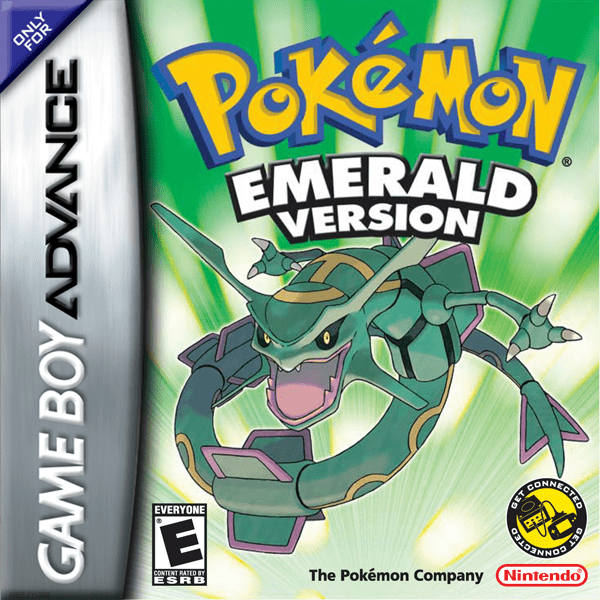 ONLY
FOR
GAME BOY ADVANCE
POKéMON
®
EMERALD
VERSION
EVERYONE
E
®
CONTENT RATED BY
ESRB
GET CONNECTED
GET CONNECTED
The Pokémon Company
Nintendo®